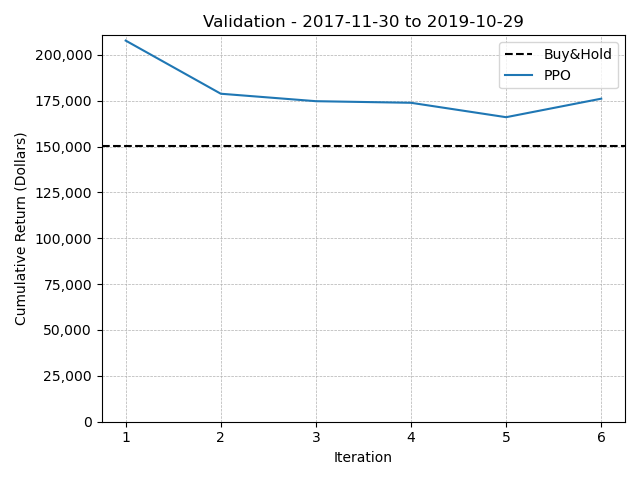 Validation - 2017-11-30 to 2019-10-29
Buy&Hold
PPO
Cumulative Return (Dollars)
200,000
175,000
150,000
125,000
100,000
75,000
50,000
25,000
0
1 2 3 4 5 6
Iteration